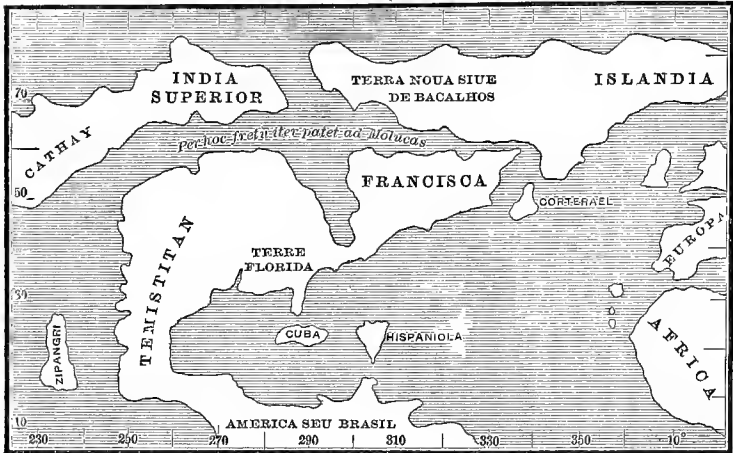 INDIA
SUPERIOR
TERRA NOUA SIUE
DE BACALHOS
ISLANDIA
70
CATHAY
Per hoc fretũ iter patet ad Molucas
50
FRANCISCA
CORTERAEL
TEMISTITAN
TERRE
FLORIDA
EUROPA
30
ZIPANGRI
CUBA
HISPANIOLA
AFRICA
10
AMERICA SEU BRASIL
230 250 270 290 310 330 350 10°